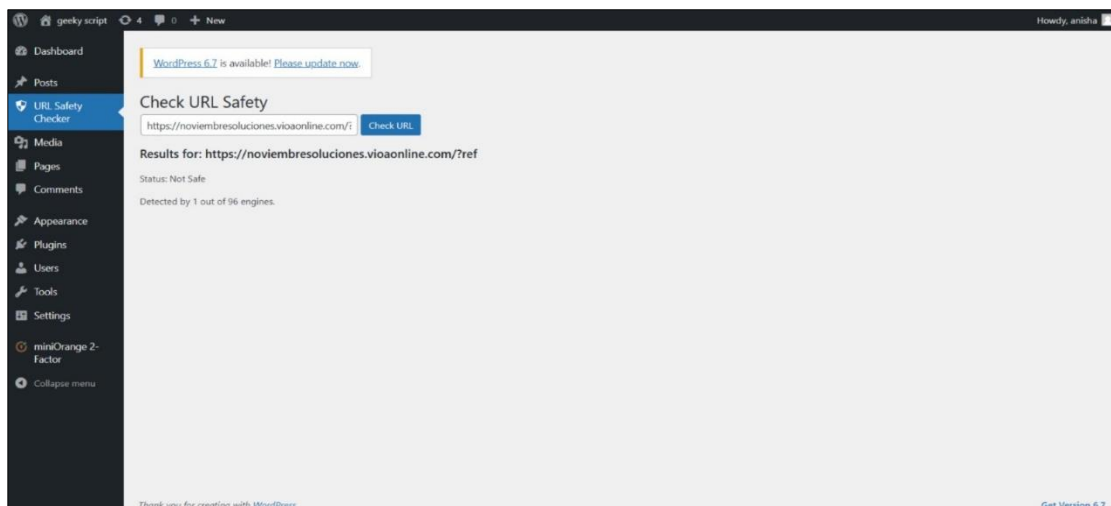 geeky script 4 0 + New Howdy, anisha
Dashboard
Posts
URL Safety
Checker
Media
Pages
Comments
Appearance
Plugins
Users
Tools
Settings
miniOrange 2-
Factor
Collapse menu
WordPress 6.7 is available! Please update now.
Check URL Safety
https://noviembresoluciones.vioaonline.com/? Check URL
Results for: https://noviembresoluciones.vioaonline.com/?ref
Status: Not Safe
Detected by 1 out of 96 engines.
Thank you for creating with WordPress.
Get Version 6.7